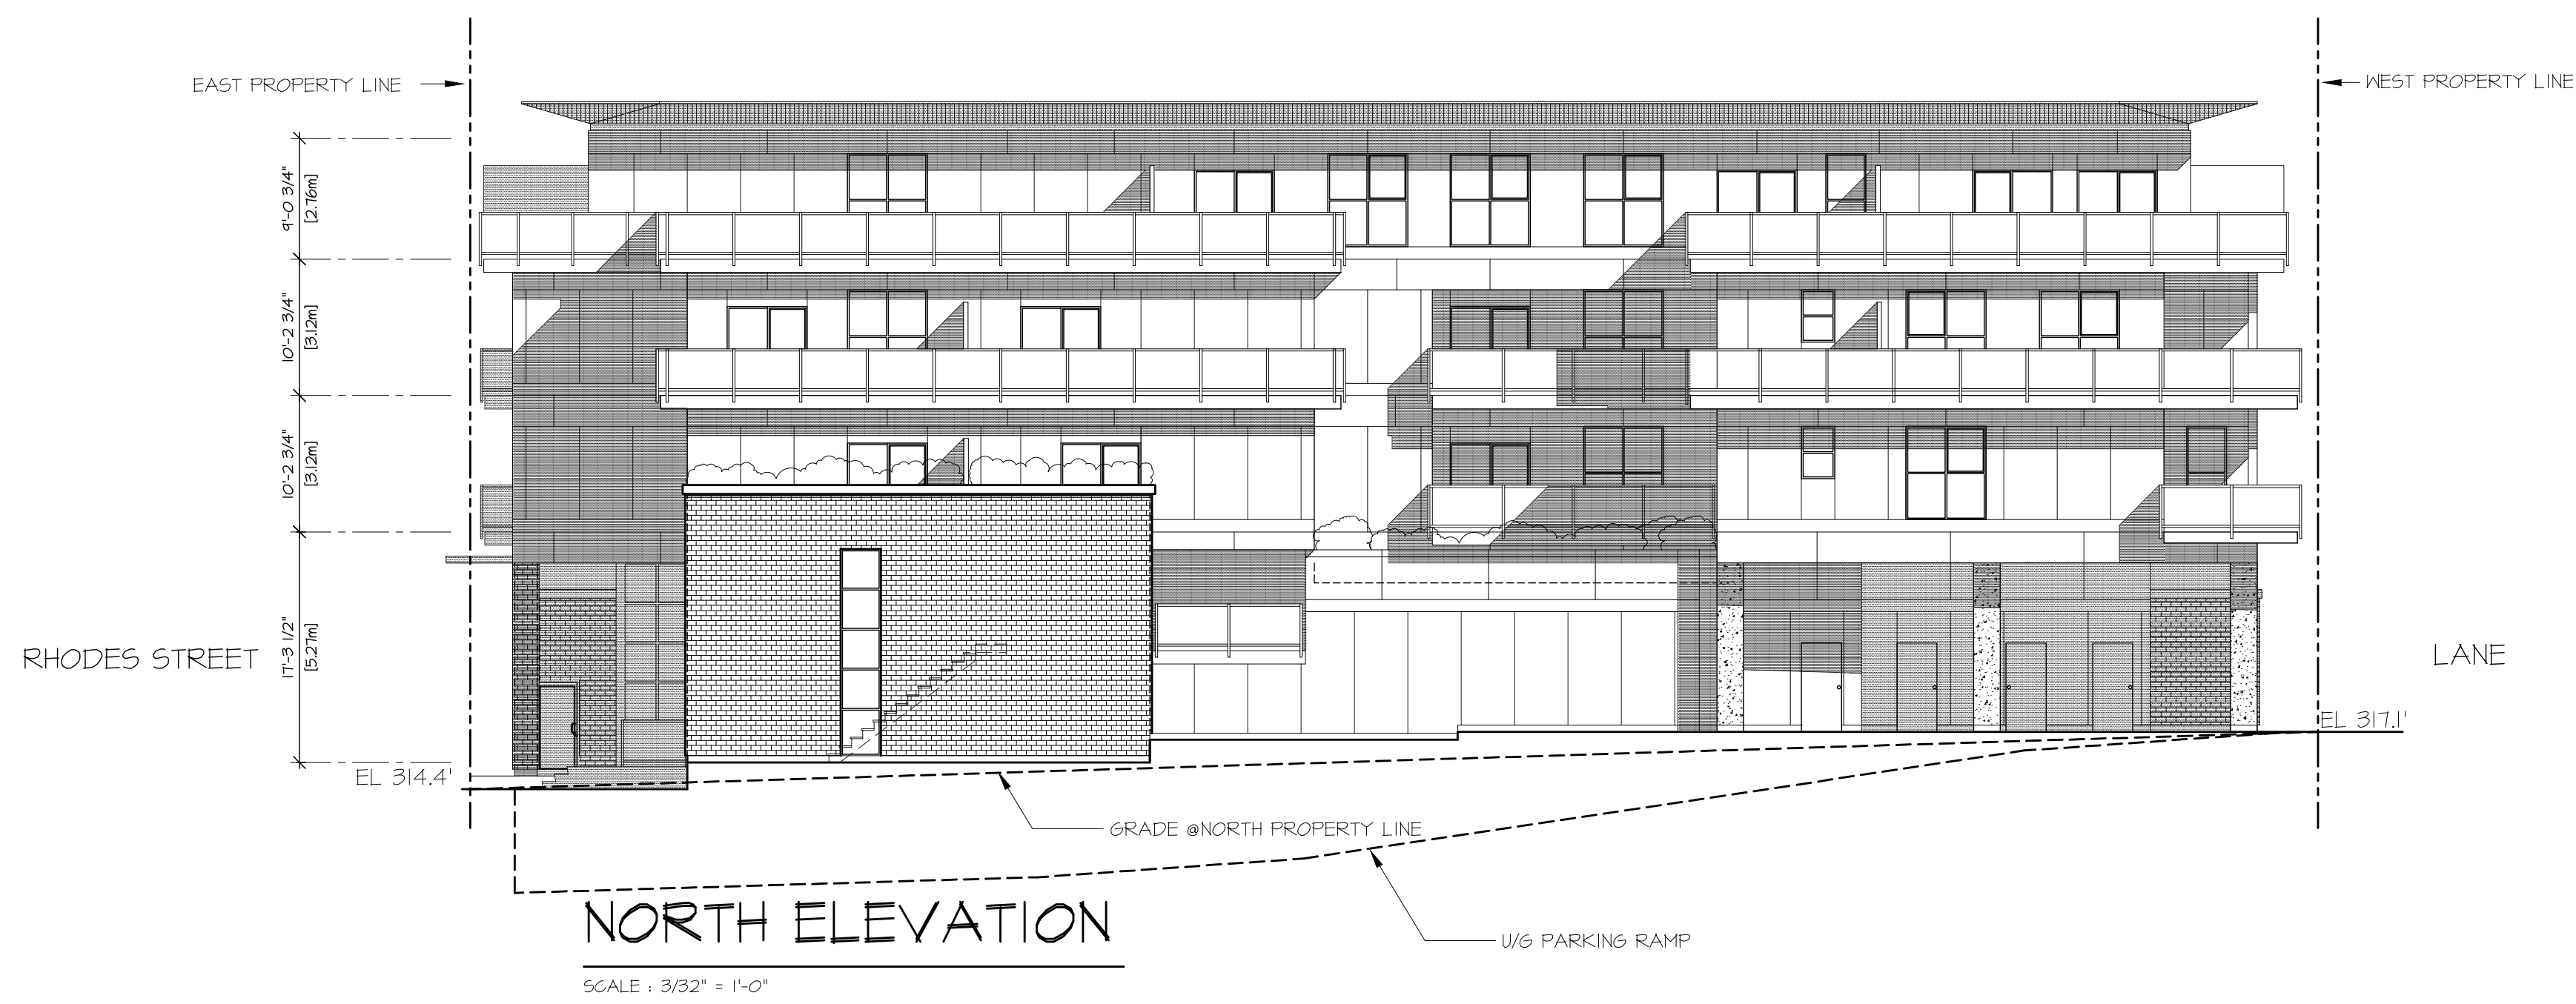 EAST PROPERTY LINE
WEST PROPERTY LINE
9'-0 3/4"
[2.76m]
10'-2 3/4"
[3.12m]
10'-2 3/4"
[3.12m]
17'-3 1/2"
[5.27m]
RHODES STREET
LANE
EL 317.1'
EL 314.4'
GRADE @NORTH PROPERTY LINE
U/G PARKING RAMP
NORTH ELEVATION
SCALE : 3/32" = 1'-0"